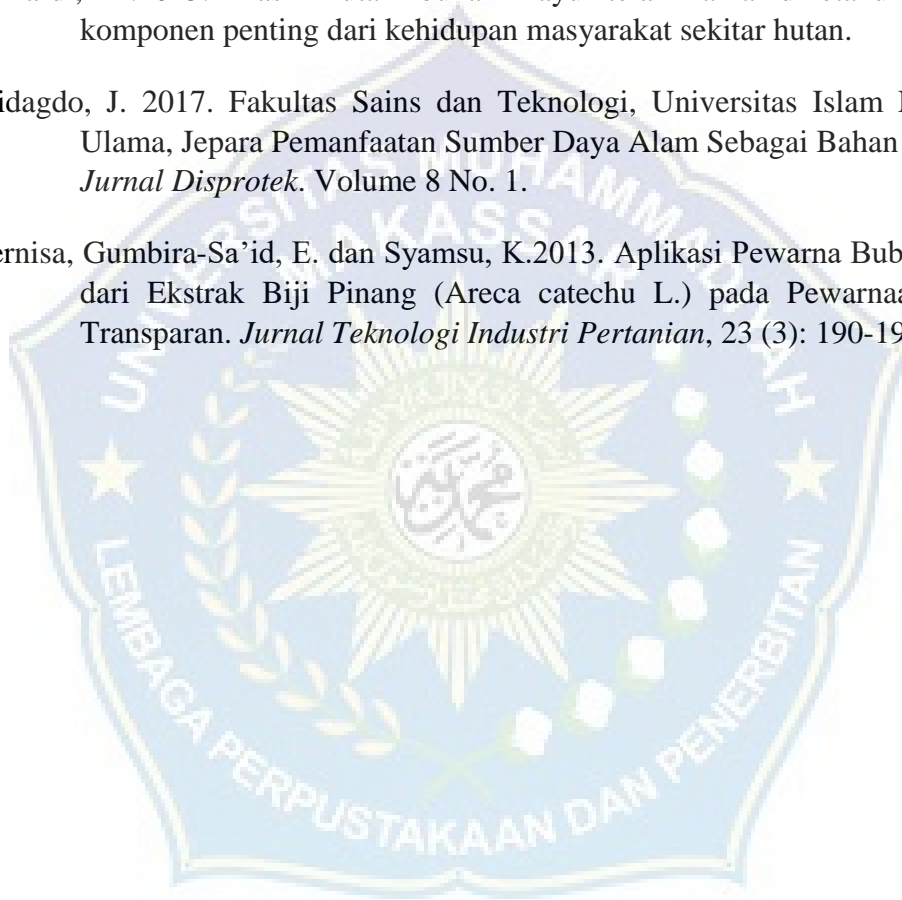 komponen penting dari kehidupan masyarakat sekitar hutan.
idagdo, J. 2017. Fakultas Sains dan Teknologi, Universitas Islam
Ulama, Jepara Pemanfaatan Sumber Daya Alam Sebagai Bahan
Jurnal Disprotek. Volume 8 No. 1.
ernisa, Gumbira-Sa’id, E. dan Syamsu, K.2013. Aplikasi Pewarna Bub
dari Ekstrak Biji Pinang (Areca catechu L.) pada Pewarnaa
Transparan. Jurnal Teknologi Industri Pertanian, 23 (3): 190-19
UNIVERSITAS MUHAMMADIYAH
MAKASSAR
LEMBAGA PERPUSTAKAAN DAN PENERBITAN